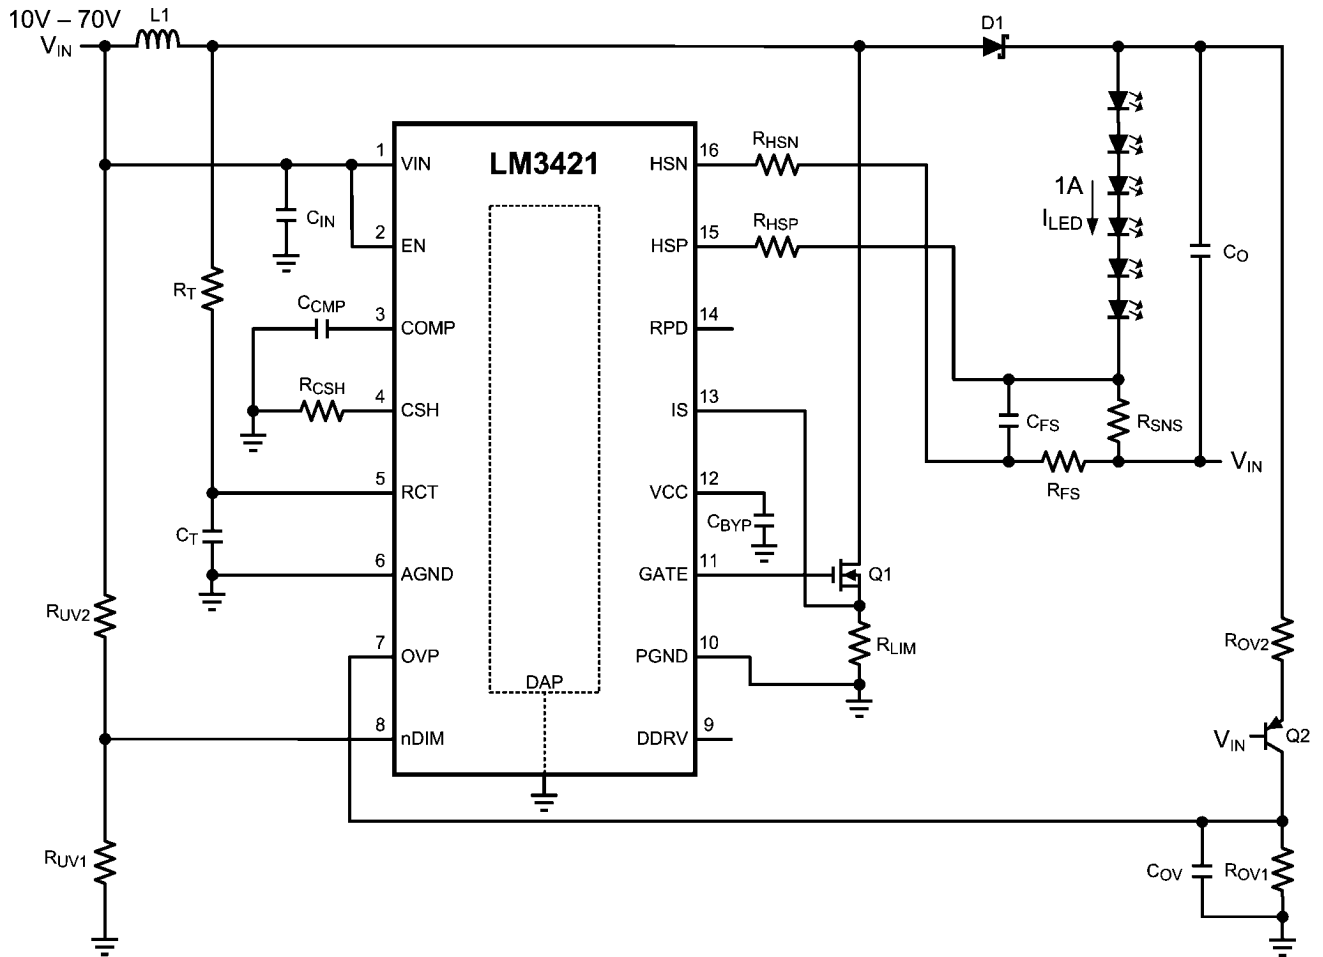 10V – 70V
VIN
L1
D1
LM3421
1
VIN
CIN
2
EN
RT
CCMP
3
COMP
RCSH
4
CSH
5
RCT
CT
6
AGND
RUV2
7
OVP
DAP
8
nDIM
RUV1
16
HSN
RHSN
15
HSP
RHSP
14
RPD
13
IS
12
VCC
CBYP
11
GATE
Q1
10
PGND
RLIM
9
DDRV
1A
ILED
CO
CFS
RSNS
RFS
VIN
ROV2
VIN
Q2
COV
ROV1